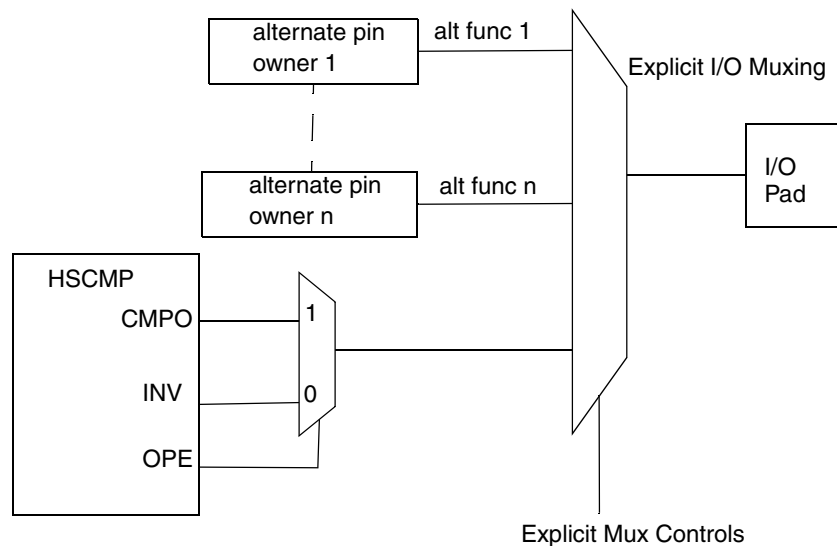 alternate pin
owner 1
alt func 1
Explicit I/O Muxing
I/O
Pad
alternate pin
owner n
alt func n
HSCMP
CMPO
1
INV
0
OPE
Explicit Mux Controls